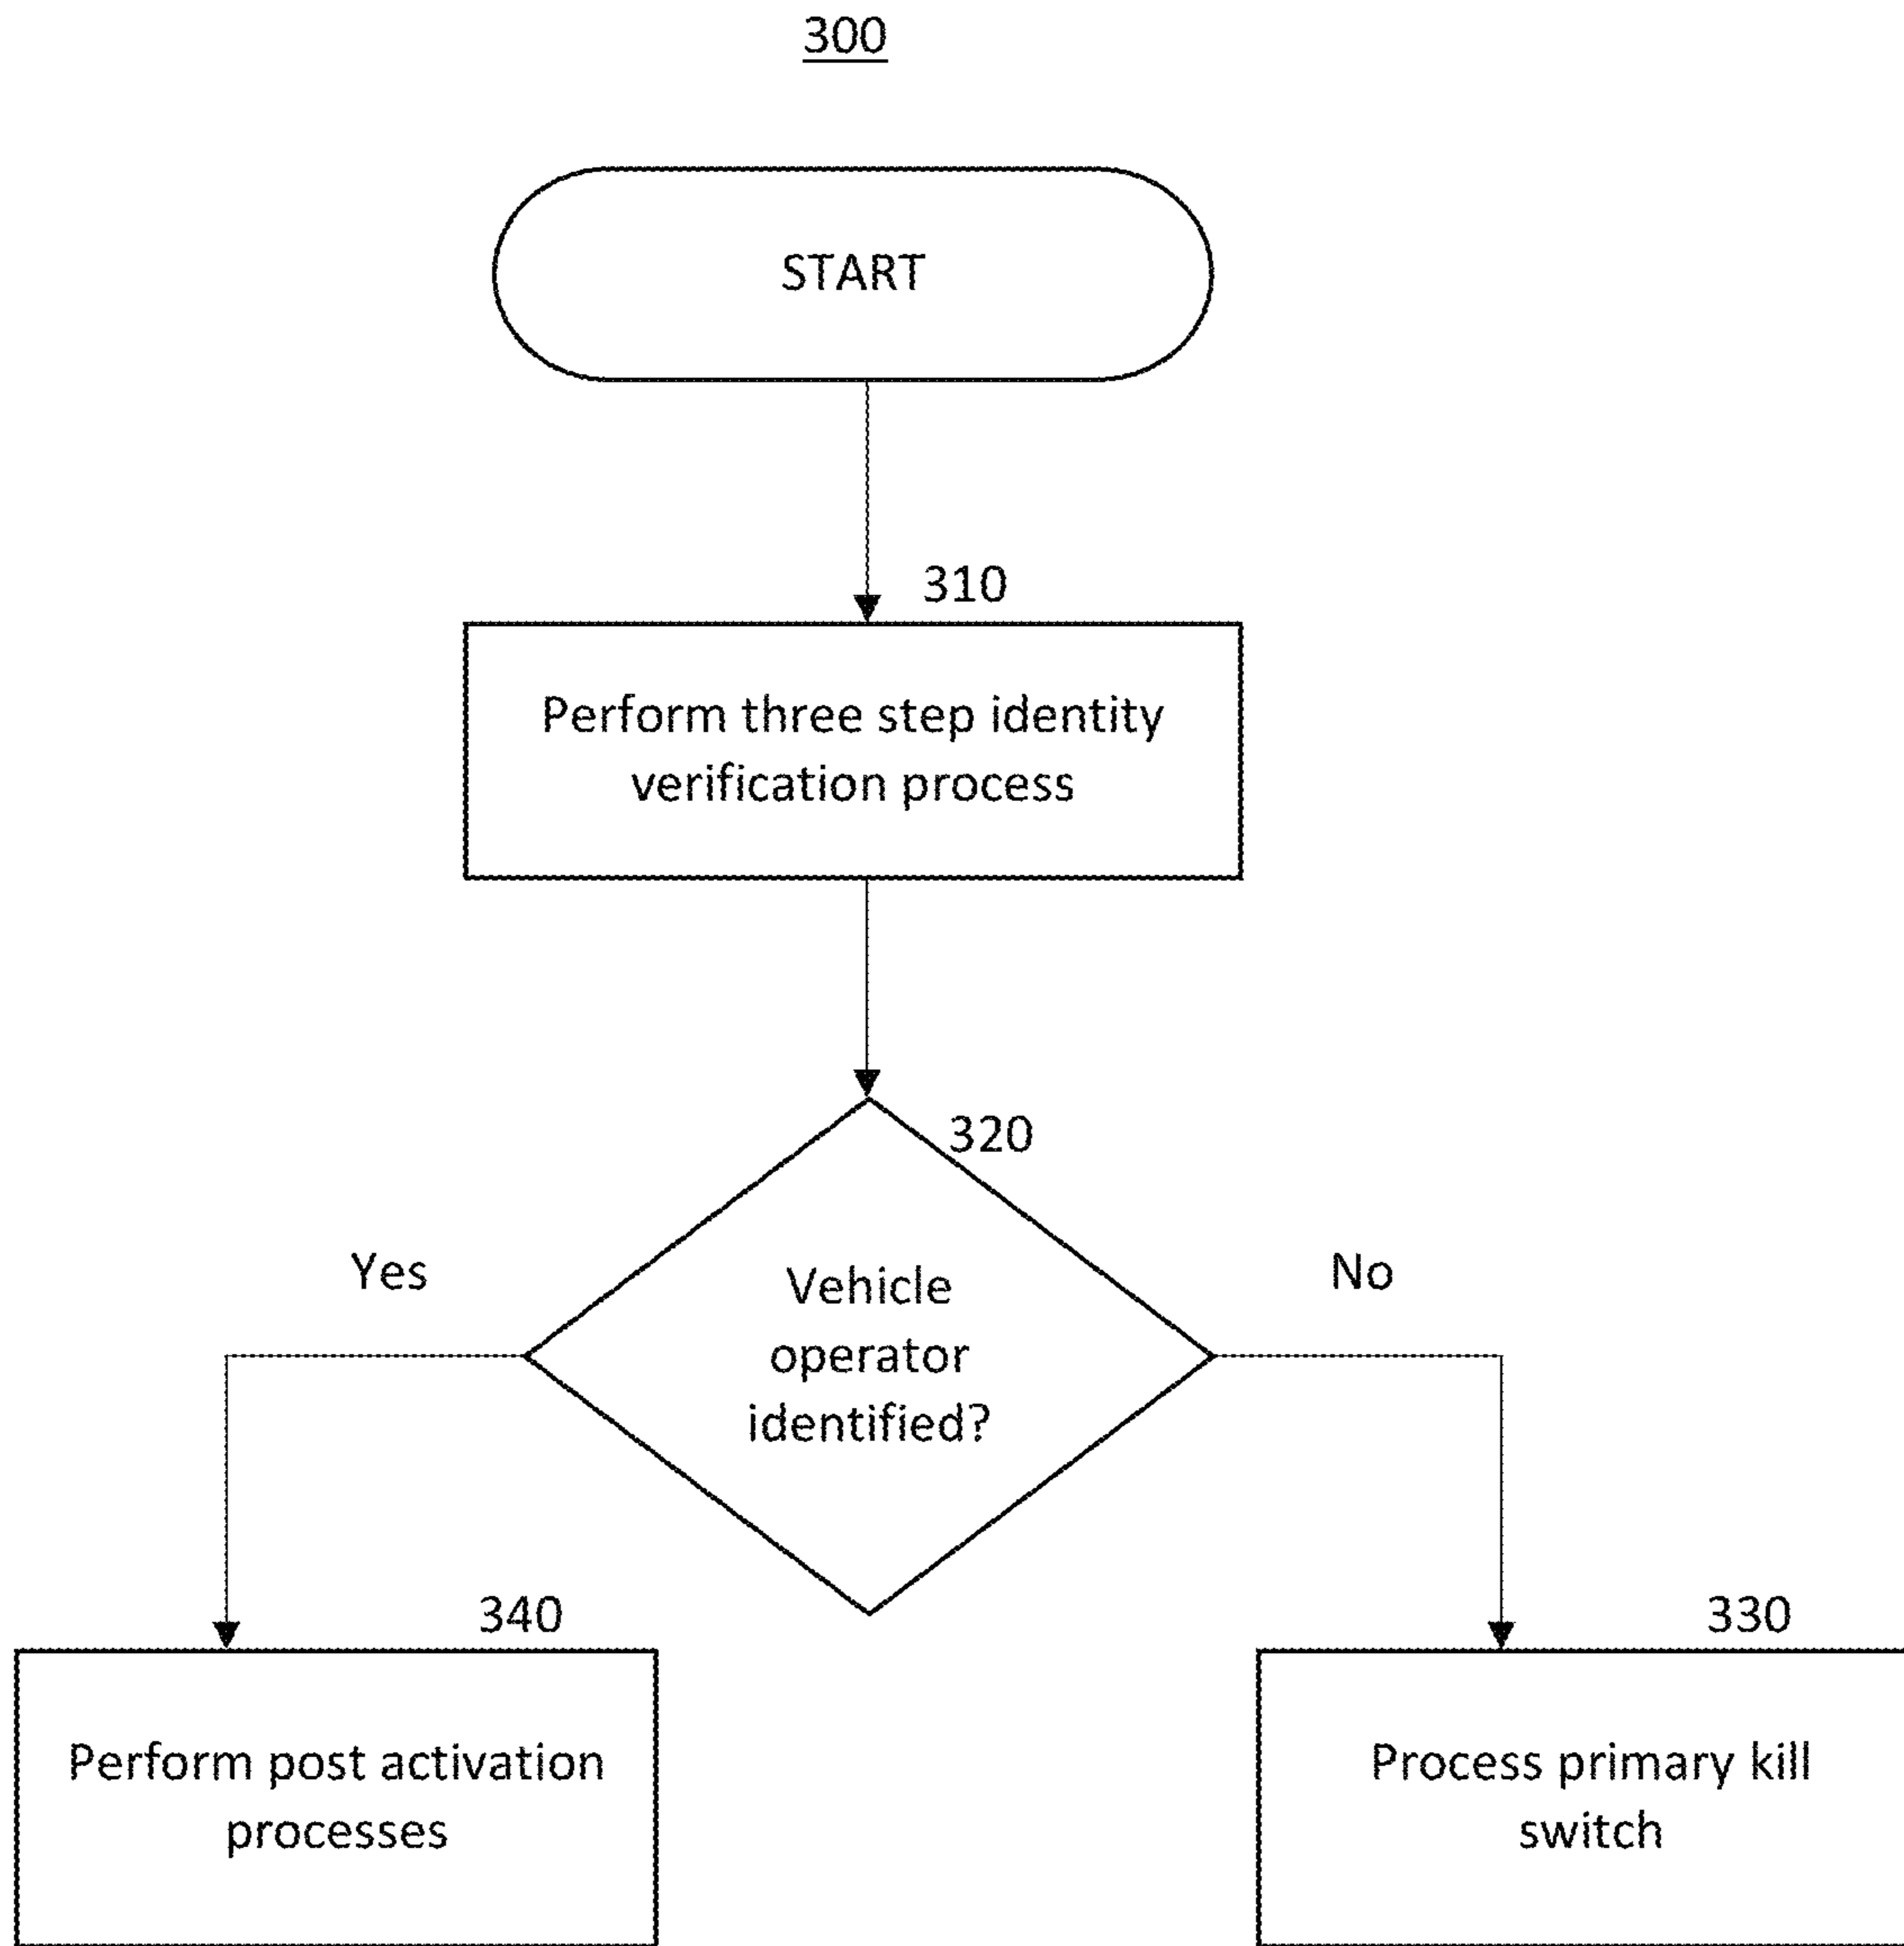 300
START
310
Perform three step identity
verification process
320
Yes
No
Vehicle
operator
identified?
340
330
Perform post activation
processes
Process primary kill
switch